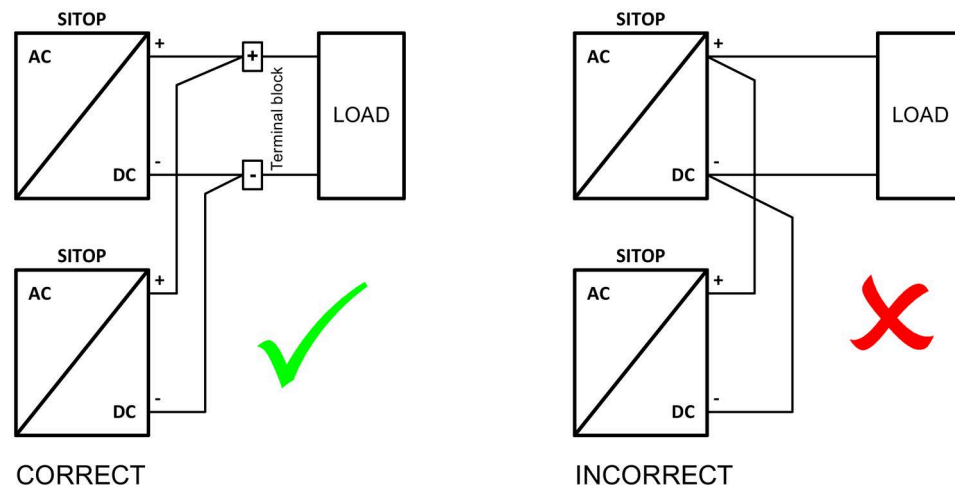 SITOP
AC
DC
+
-
+
-
Terminal block
LOAD
SITOP
AC
DC
+
-
CORRECT
SITOP
AC
DC
+
-
LOAD
SITOP
AC
DC
+
-
INCORRECT